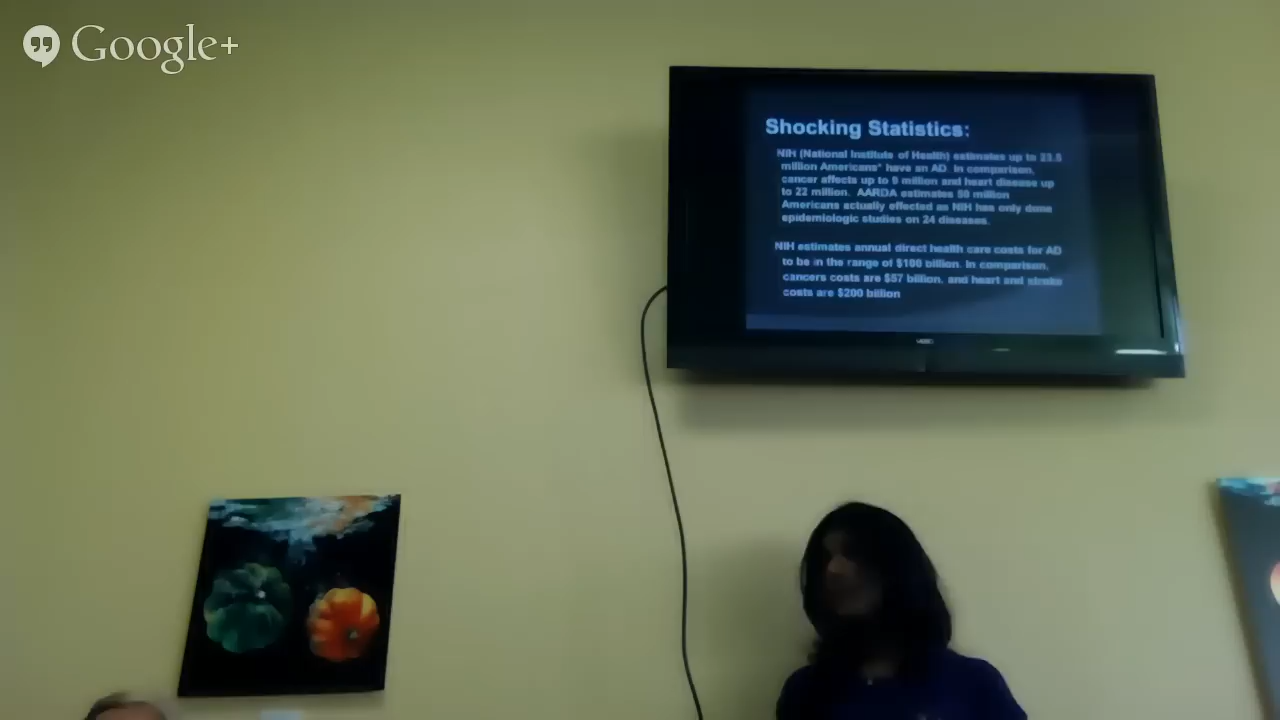 Google+
Shocking Statistics:
NIH (National Institute of Health) estimates up to 23.5
million Americans* have an AD. In comparison,
cancer affects up to 9 million and heart disease up
to 22 million. AARDA estimates 50 million
Americans actually effected as NIH has only done
epidemiologic studies on 24 diseases.
NIH estimates annual direct health care costs for AD
to be in the range of $100 billion. In comparison,
cancers costs are $57 billion, and heart and stroke
costs are $200 billion
VIZIO